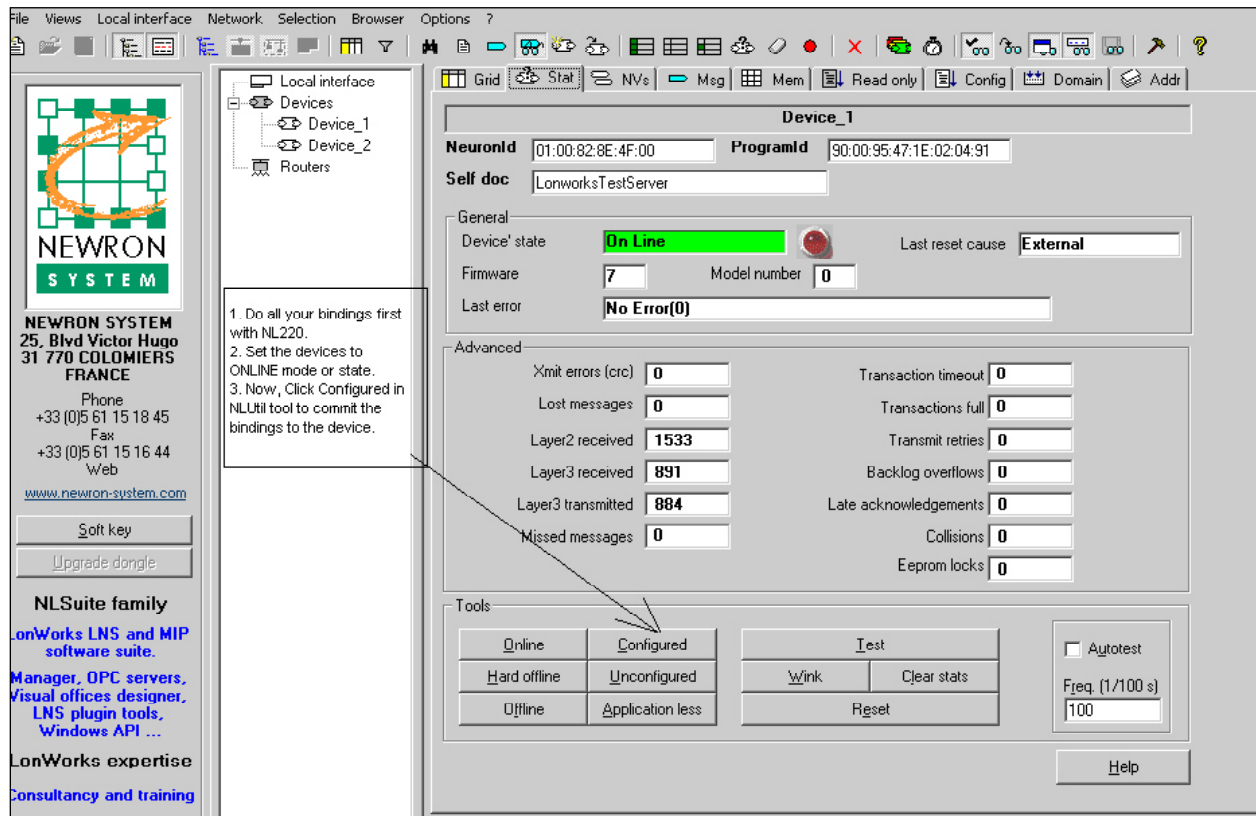 File Views Local interface Network Selection Browser Options ?
NEWRON
SYSTEM
NEWRON SYSTEM
25, Blvd Victor Hugo
31 770 COLOMIERS
FRANCE
Phone
+33 (0)5 61 15 18 45
Fax
+33 (0)5 61 15 16 44
Web
www.newron-system.com
Soft key
Upgrade dongle
NLSuite family
LonWorks LNS and MIP
software suite.
Manager, OPC servers,
Visual offices designer,
LNS plugin tools,
Windows API ...
LonWorks expertise
Consultancy and training
Local interface
Devices
Device_1
Device_2
Routers
1. Do all your bindings first
with NL220.
2. Set the devices to
ONLINE mode or state.
3. Now, Click Configured in
NLUtil tool to commit the
bindings to the device.
Grid Stat NVs Msg Mem Read only Config Domain Addr
Device_1
NeuronId 01:00:82:8E:4F:00 ProgramId 90:00:95:47:1E:02:04:91
Self doc LonworksTestServer
General
Device' state On Line Last reset cause External
Firmware 7 Model number 0
Last error No Error(0)
Advanced
Xmit errors (crc) 0 Transaction timeout 0
Lost messages 0 Transactions full 0
Layer2 received 1533 Transmit retries 0
Layer3 received 891 Backlog overflows 0
Layer3 transmitted 884 Late acknowledgements 0
Missed messages 0 Collisions 0
Eeprom locks 0
Tools
Online Configured Test Autotest
Hard offline Unconfigured Wink Clear stats Freq. (1/100 s)
Offline Application less Reset 100
Help